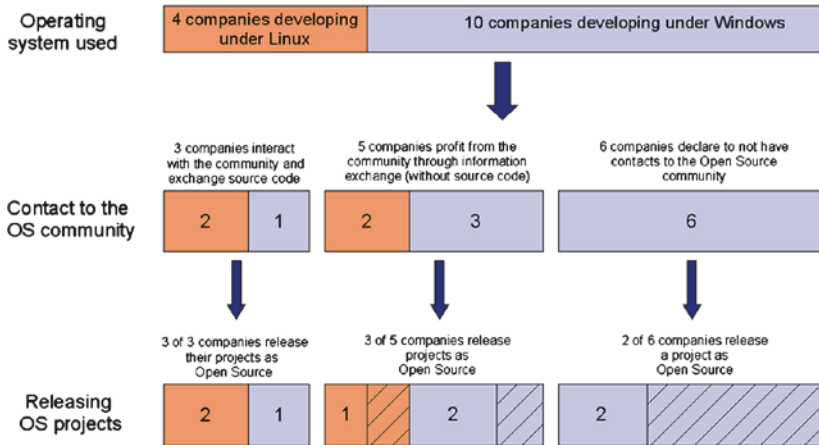 Operating
system used
4 companies developing
under Linux
10 companies developing under Windows
3 companies interact
with the community and
exchange source code
5 companies profit from the
community through information
exchange (without source code)
6 companies declare to not have
contacts to the Open Source
community
Contact to the
OS community
2
1
2
3
6
3 of 3 companies release
their projects as
Open Source
3 of 5 companies release
projects as
Open Source
2 of 6 companies release
a project as
Open Source
Releasing
OS projects
2
1
1
2
2